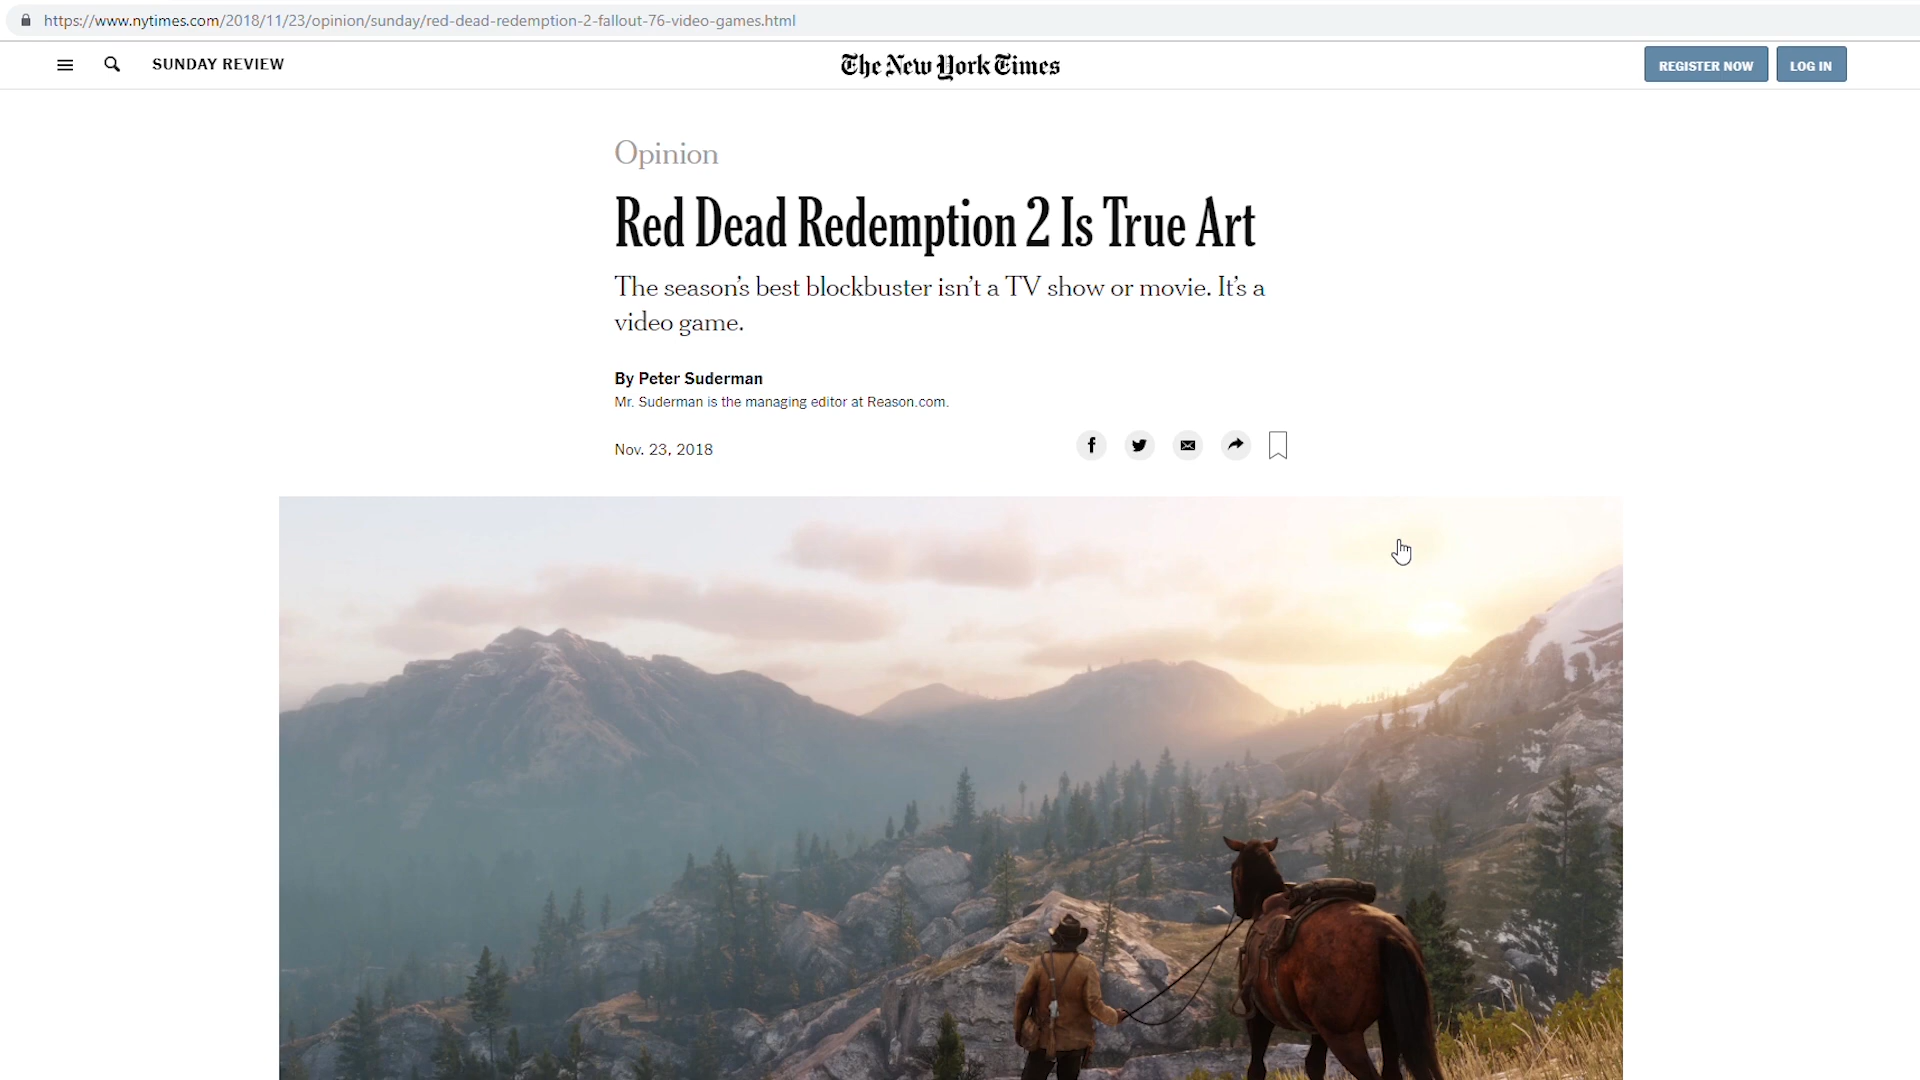 https://www.nytimes.com/2018/11/23/opinion/sunday/red-dead-redemption-2-fallout-76-video-games.html
SUNDAY REVIEW
The New York Times
REGISTER NOW
LOG IN
Opinion
Red Dead Redemption 2 Is True Art
The season's best blockbuster isn't a TV show or movie. It's a
video game.
By Peter Suderman
Mr. Suderman is the managing editor at Reason.com.
Nov. 23, 2018